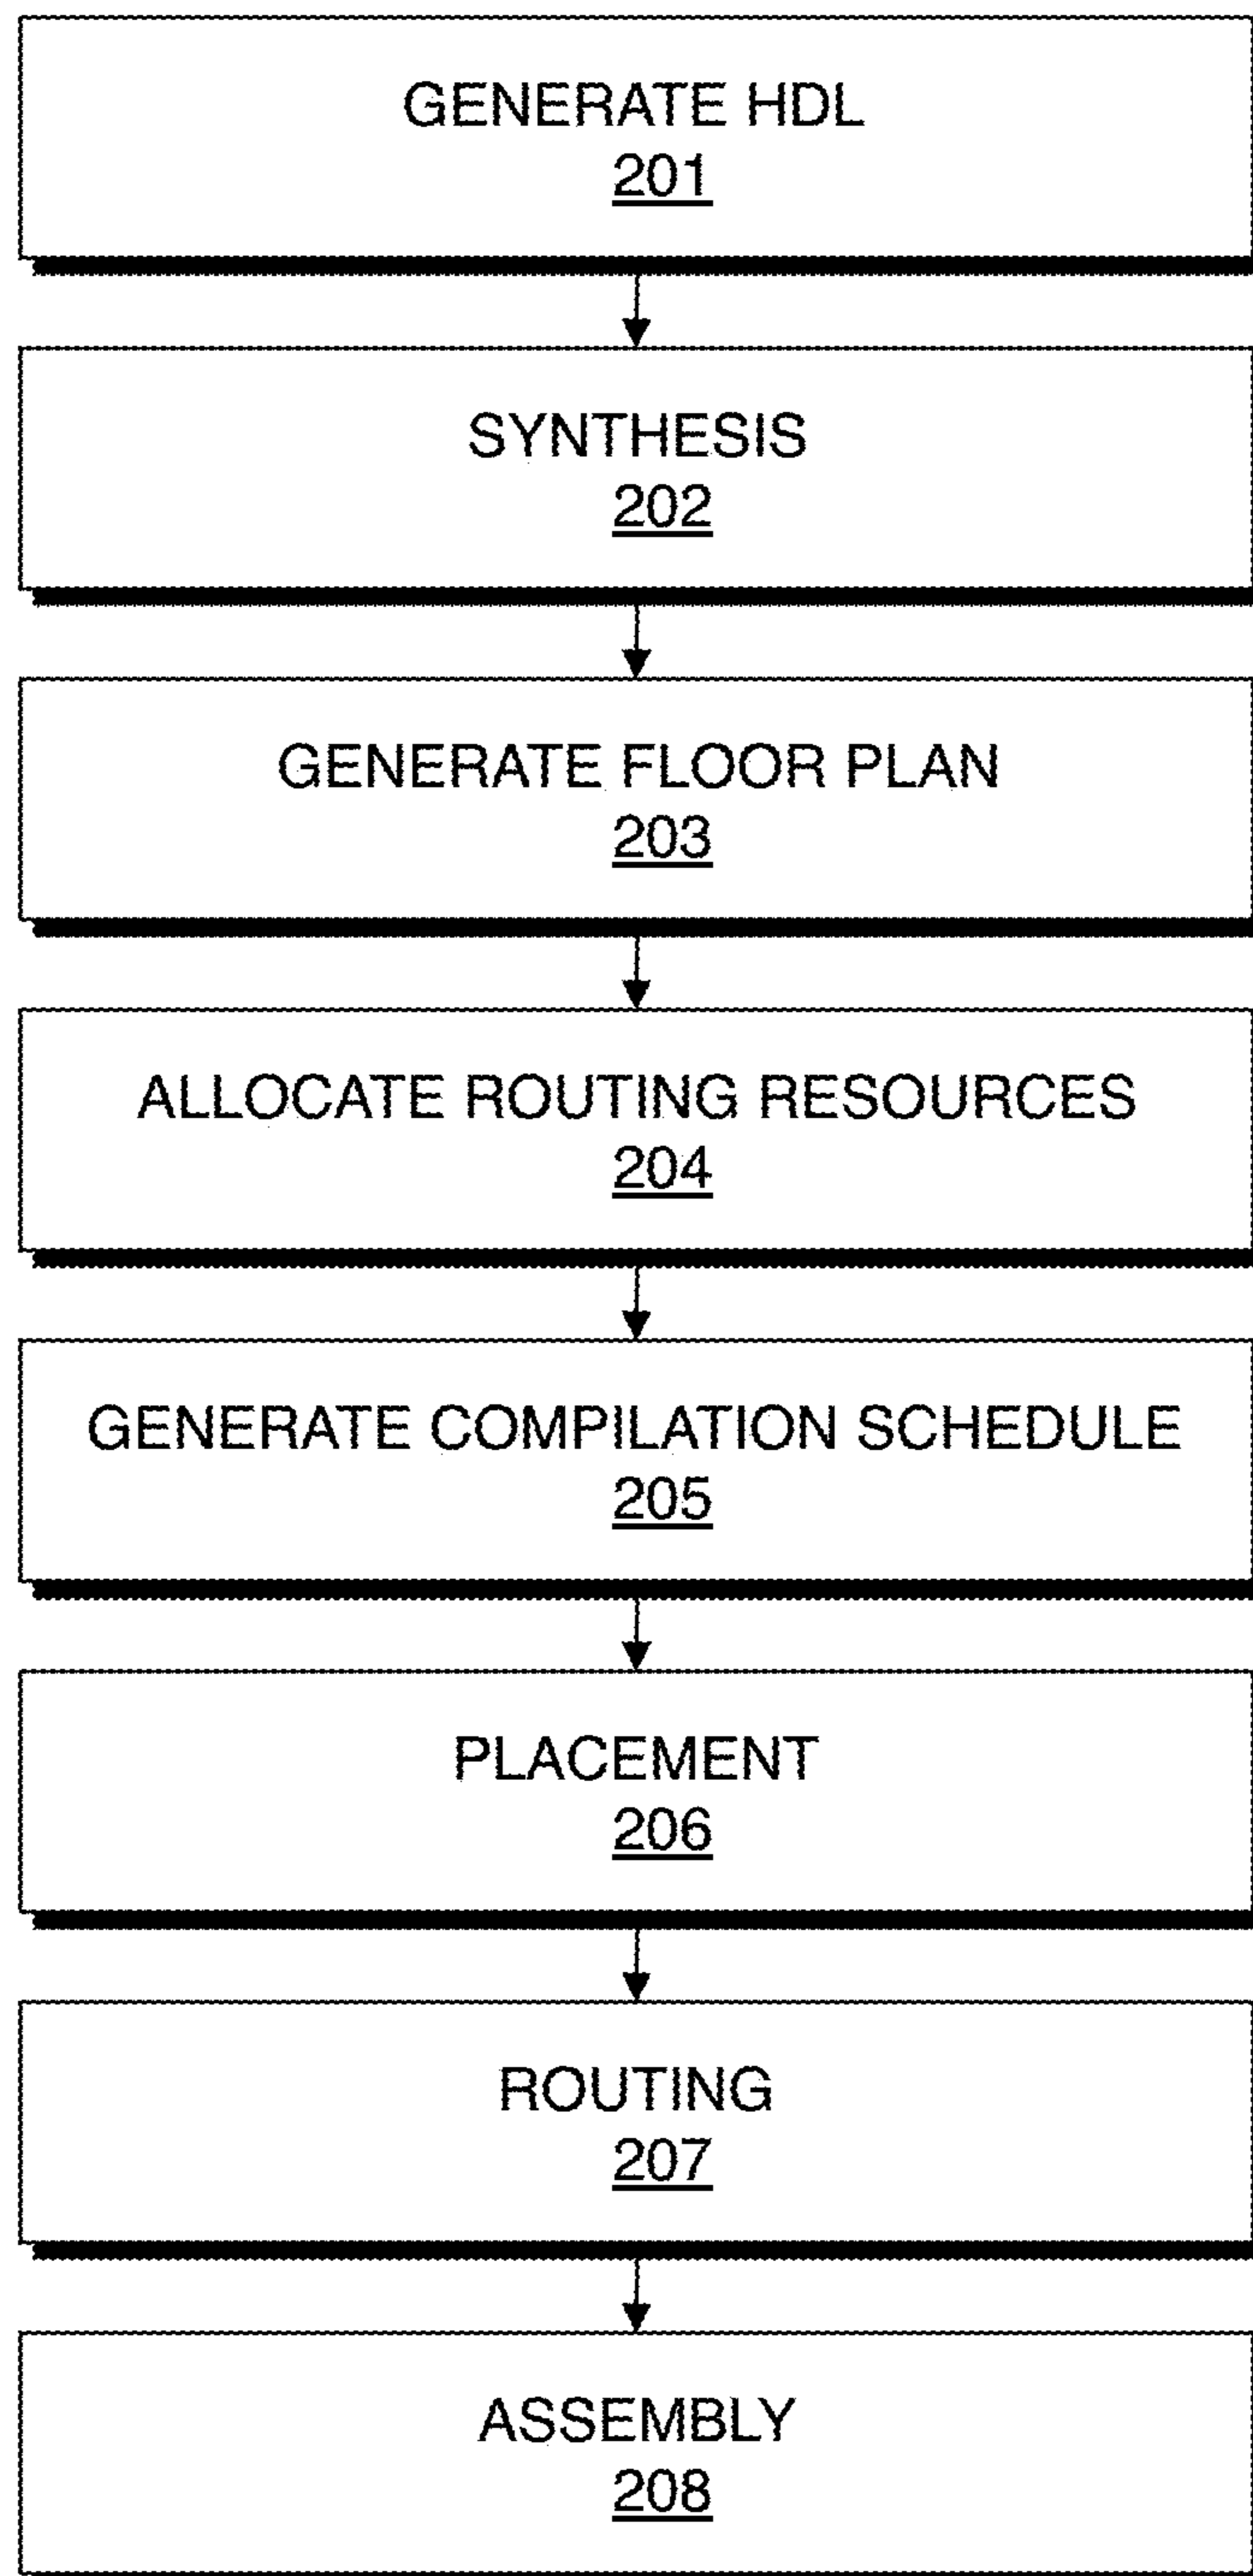 GENERATE HDL
201
SYNTHESIS
202
GENERATE FLOOR PLAN
203
ALLOCATE ROUTING RESOURCES
204
GENERATE COMPILATION SCHEDULE
205
PLACEMENT
206
ROUTING
207
ASSEMBLY
208